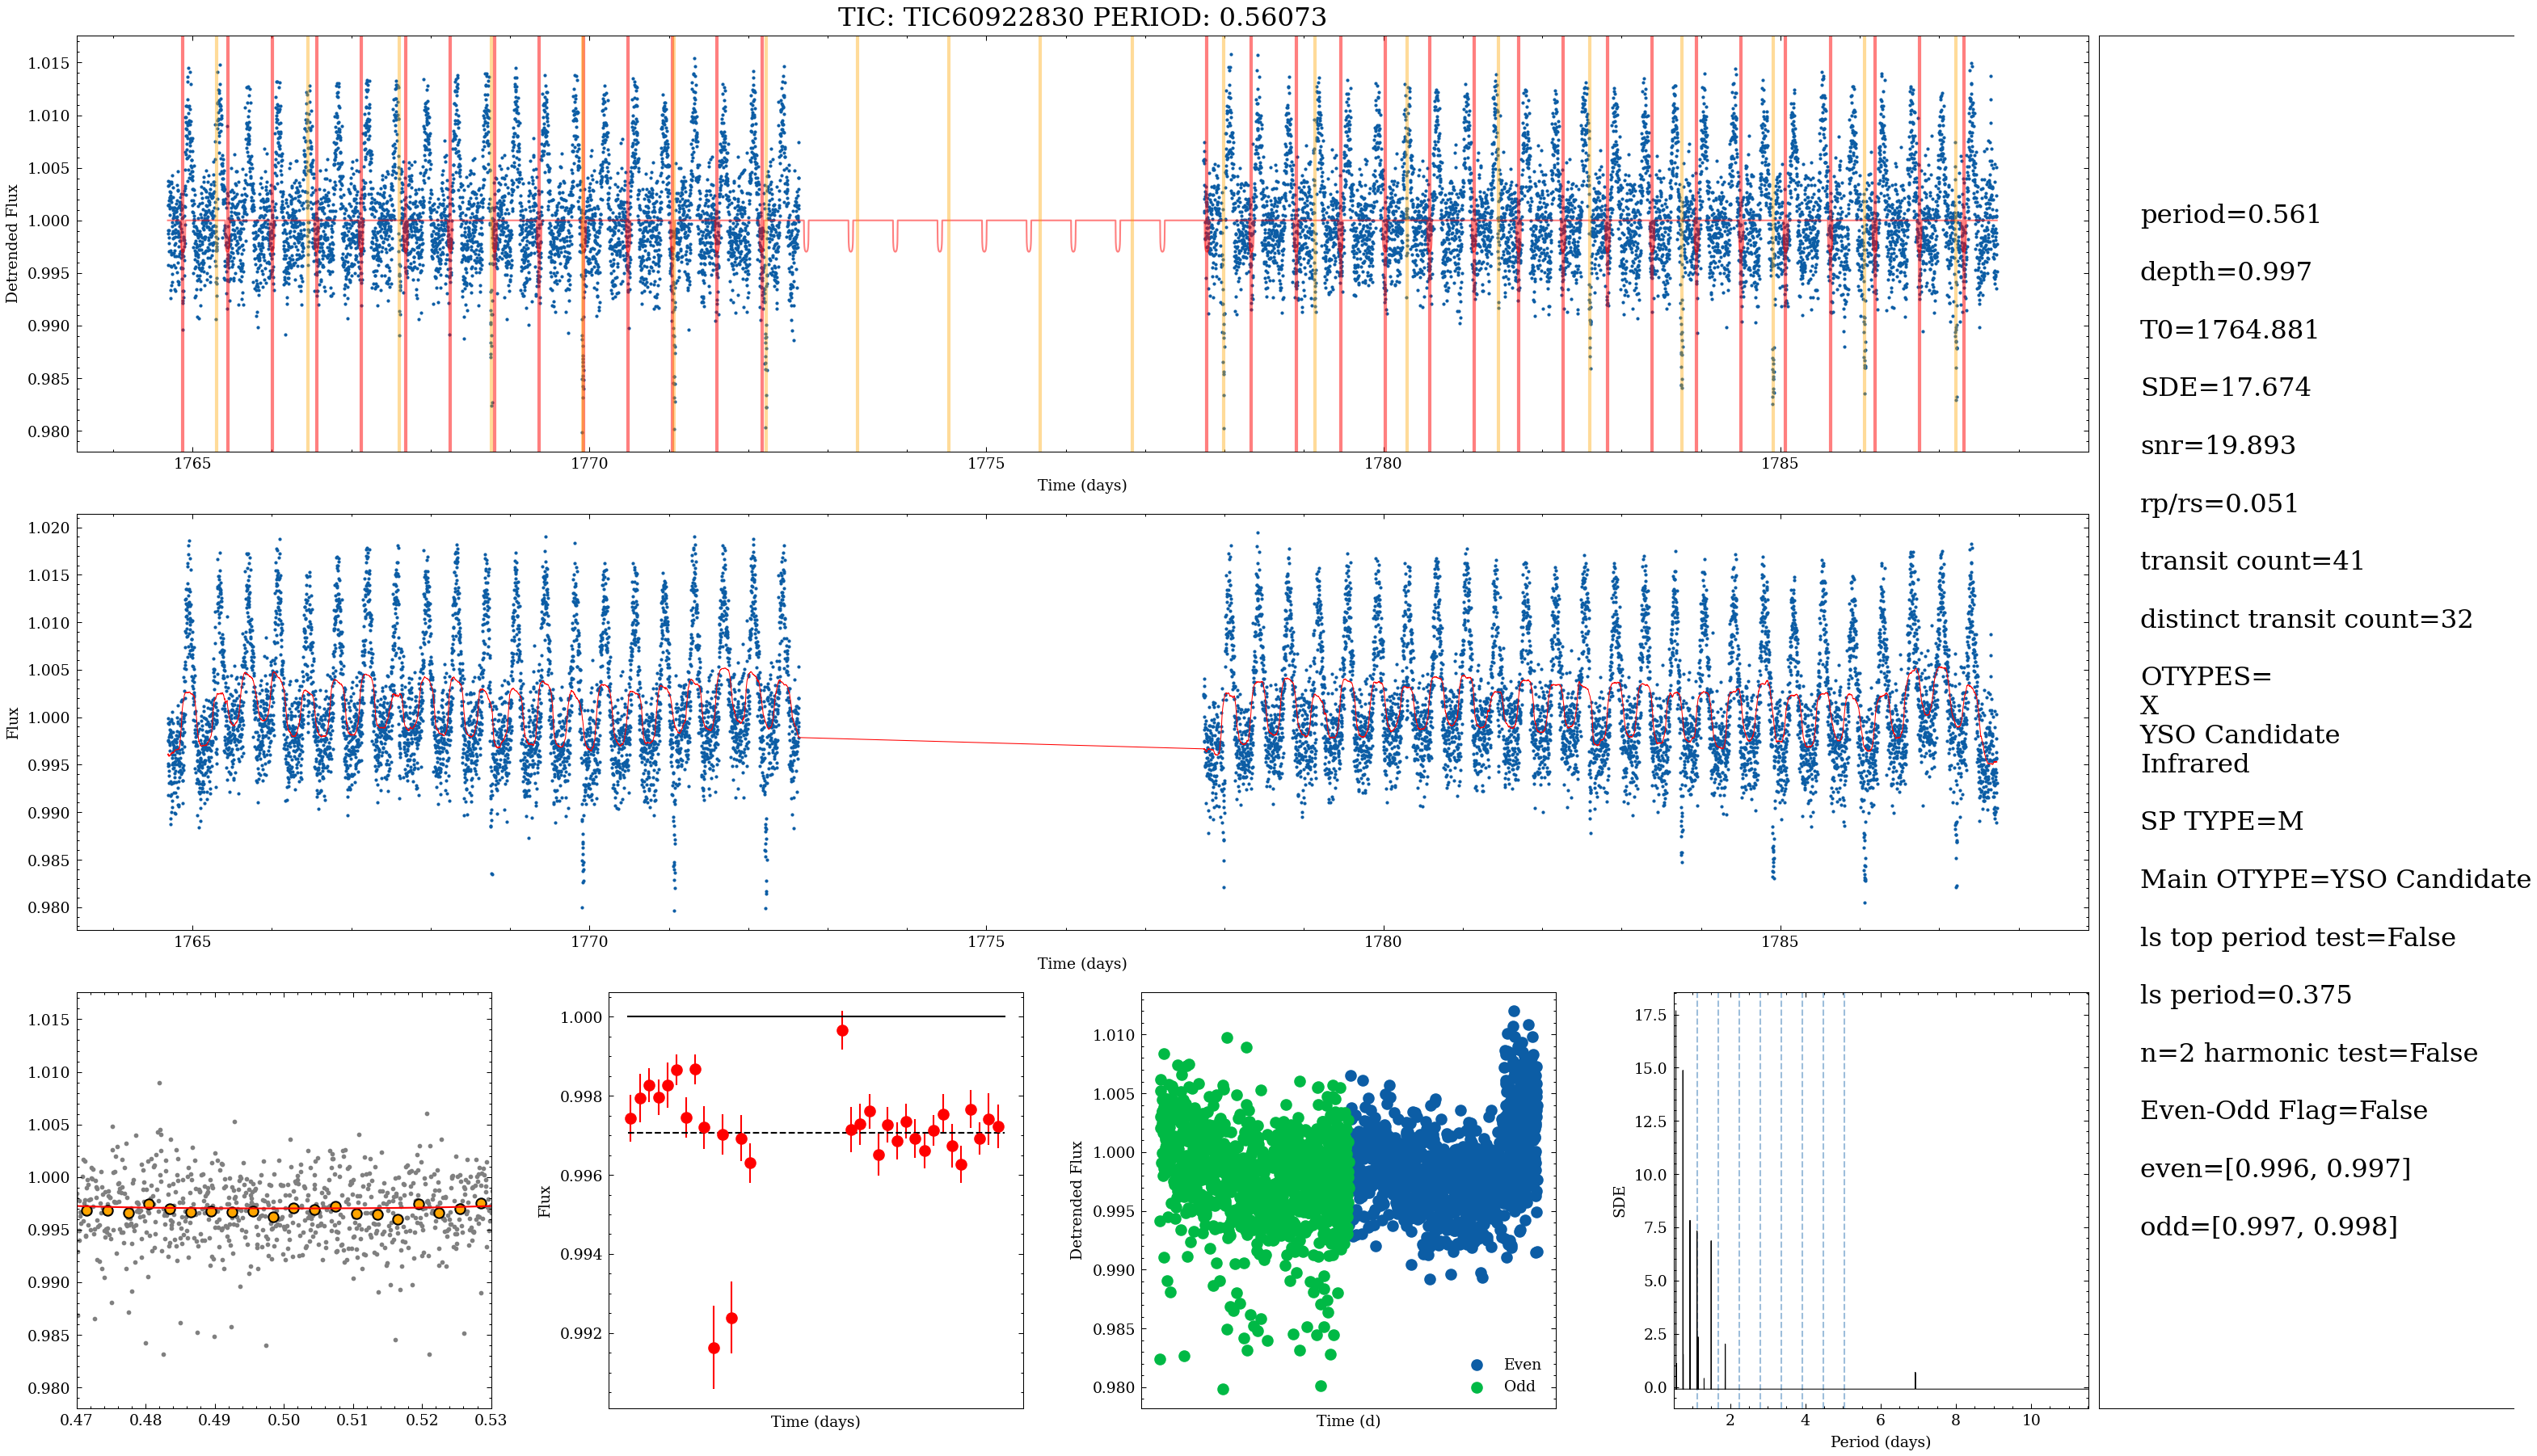 TIC: TIC60922830 PERIOD: 0.56073
1.015
1.010
1.005
1.000
0.995
0.990
0.985
0.980
Detrended Flux
1765
1770
1775
1780
1785
Time (days)
1.020
1.015
1.010
1.005
1.000
0.995
0.990
0.985
0.980
Flux
1765
1770
1775
1780
1785
Time (days)
1.015
1.010
1.005
1.000
0.995
0.990
0.985
0.980
0.47
0.48
0.49
0.50
0.51
0.52
0.53
1.000
0.998
0.996
0.994
0.992
Flux
Time (days)
1.010
1.005
1.000
0.995
0.990
0.985
0.980
Detrended Flux
Even
Odd
Time (d)
17.5
15.0
12.5
10.0
7.5
5.0
2.5
0.0
SDE
2
4
6
8
10
Period (days)
period=0.561
depth=0.997
T0=1764.881
SDE=17.674
snr=19.893
rp/rs=0.051
transit count=41
distinct transit count=32
OTYPES=
X
YSO Candidate
Infrared
SP TYPE=M
Main OTYPE=YSO Candidate
ls top period test=False
ls period=0.375
n=2 harmonic test=False
Even-Odd Flag=False
even=[0.996, 0.997]
odd=[0.997, 0.998]